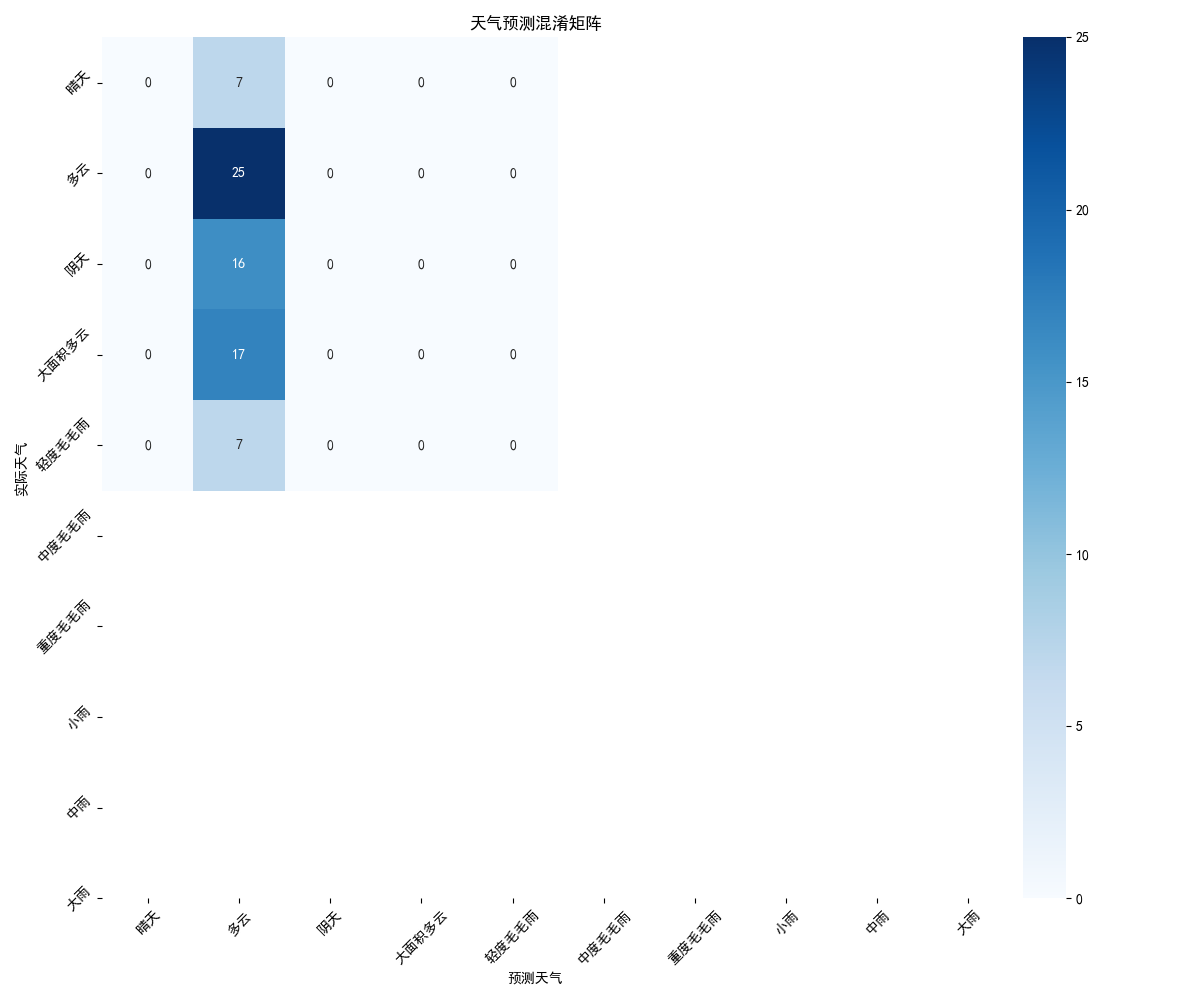 天气预测混淆矩阵
晴天 0 7 0 0 0
多云 0 25 0 0 0
阴天 0 16 0 0 0
大面积多云 0 17 0 0 0
轻度毛毛雨 0 7 0 0 0
中度毛毛雨
重度毛毛雨
小雨
中雨
大雨
实际天气
晴天 多云 阴天 大面积多云 轻度毛毛雨 中度毛毛雨 重度毛毛雨 小雨 中雨 大雨
预测天气
25
20
15
10
5
0